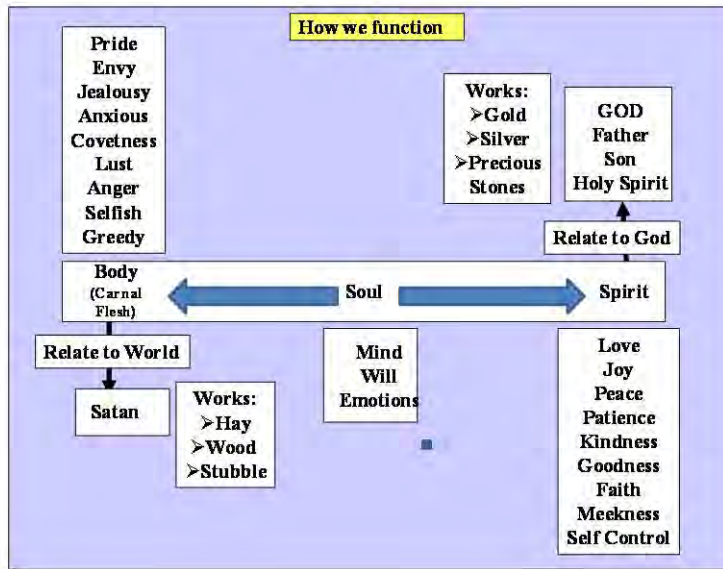 How we function
Pride
Envy
Jealousy
Anxious
Covetness
Lust
Anger
Selfish
Greedy
Works:
➢Gold
➢Silver
➢Precious
Stones
GOD
Father
Son
Holy Spirit
Relate to God
Body
(Carnal
Flesh)
Soul
Spirit
Relate to World
Satan
Works:
➢Hay
➢Wood
➢Stubble
Mind
Will
Emotions
Love
Joy
Peace
Patience
Kindness
Goodness
Faith
Meekness
Self Control